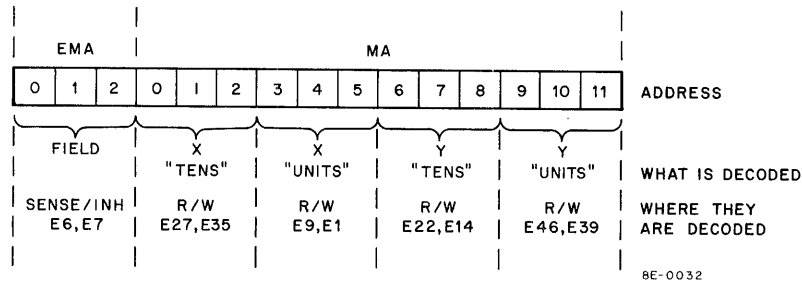 EMA MA
0 1 2 0 1 2 3 4 5 6 7 8 9 10 11 ADDRESS
FIELD X X Y Y
"TENS" "UNITS" "TENS" "UNITS" WHAT IS DECODED
SENSE/INH R/W R/W R/W R/W WHERE THEY
E6,E7 E27,E35 E9,E1 E22,E14 E46,E39 ARE DECODED
8E-0032